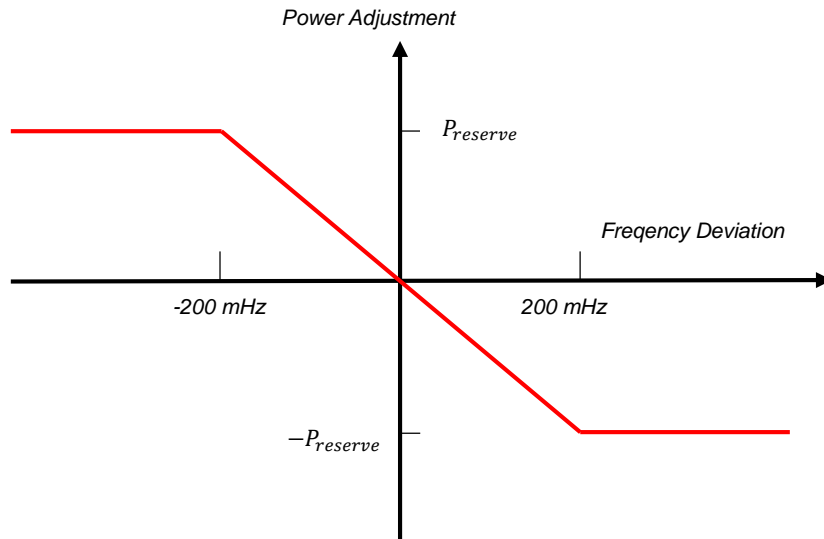 Power Adjustment
P_reserve
Freqency Deviation
-200 mHz
200 mHz
−P_reserve